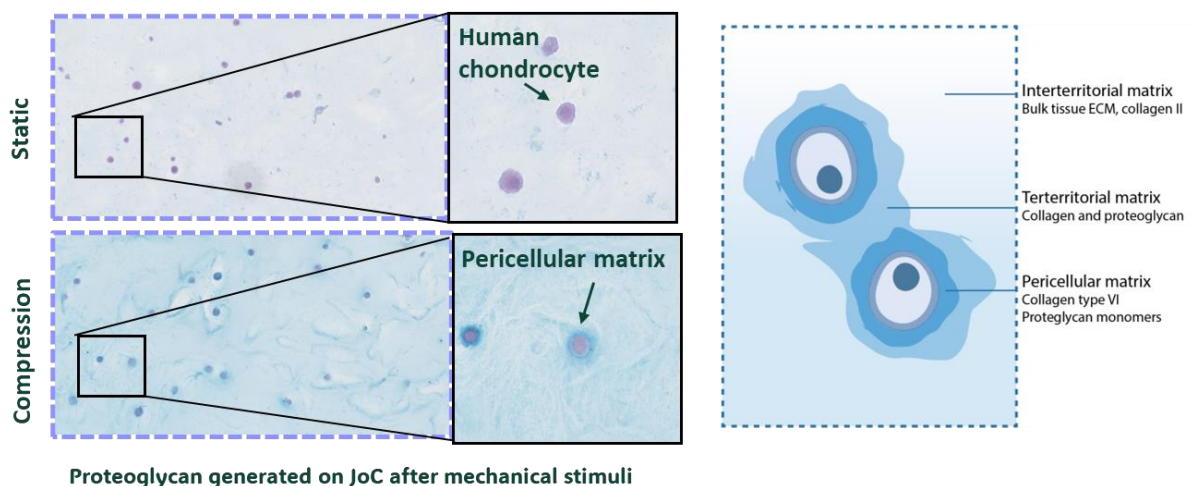 Static
Human
chondrocyte
Compression
Pericellular matrix
Proteoglycan generated on JoC after mechanical stimuli
Interterritorial matrix
Bulk tissue ECM, collagen II
Terterritorial matrix
Collagen and proteoglycan
Pericellular matrix
Collagen type VI
Proteglycan monomers